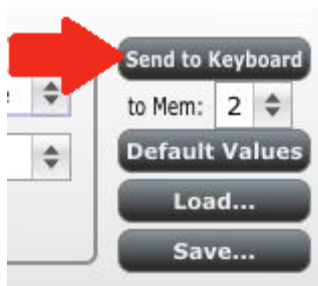 Send to Keyboard
to Mem: 2
Default Values
Load...
Save...